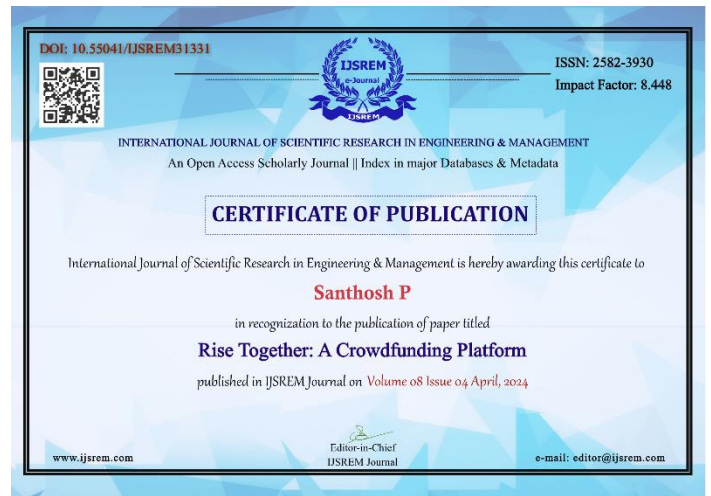 DOI: 10.55041/IJSREM31331
IJSREM
e-Journal
IJSREM
ISSN: 2582-3930
Impact Factor: 8.448
INTERNATIONAL JOURNAL OF SCIENTIFIC RESEARCH IN ENGINEERING & MANAGEMENT
An Open Access Scholarly Journal || Index in major Databases & Metadata
CERTIFICATE OF PUBLICATION
International Journal of Scientific Research in Engineering & Management is hereby awarding this certificate to
Santhosh P
in recognization to the publication of paper titled
Rise Together: A Crowdfunding Platform
published in IJSREM Journal on Volume 08 Issue 04 April, 2024
www.ijsrem.com
Editor-in-Chief
IJSREM Journal
e-mail: editor@ijsrem.com